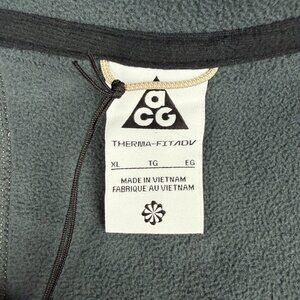 aCG
THERMA-FIT ADV
XL TG EG
MADE IN VIETNAM
FABRIQUE AU VIETNAM